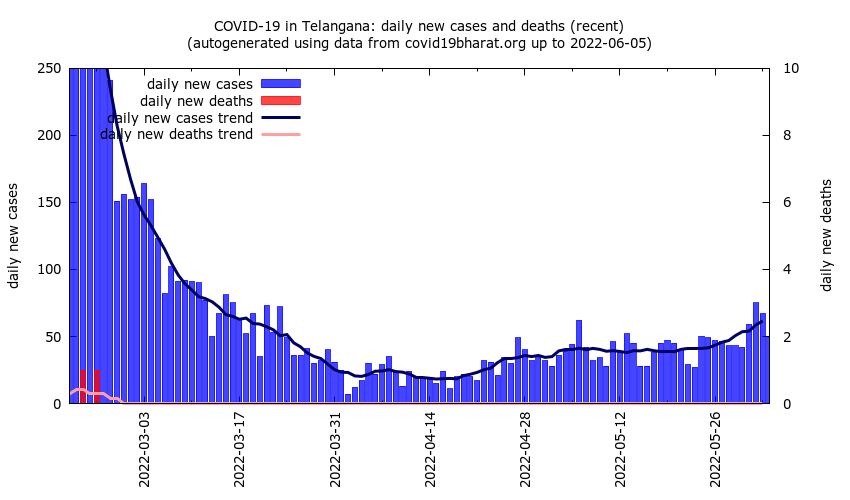 COVID-19 in Telangana: daily new cases and deaths (recent)
(autogenerated using data from covid19bharat.org up to 2022-06-05)
daily new cases
daily new deaths
daily new cases trend
daily new deaths trend
250
200
150
100
50
0
10
8
6
4
2
0
daily new cases
daily new deaths
2022-03-03
2022-03-17
2022-03-31
2022-04-14
2022-04-28
2022-05-12
2022-05-26